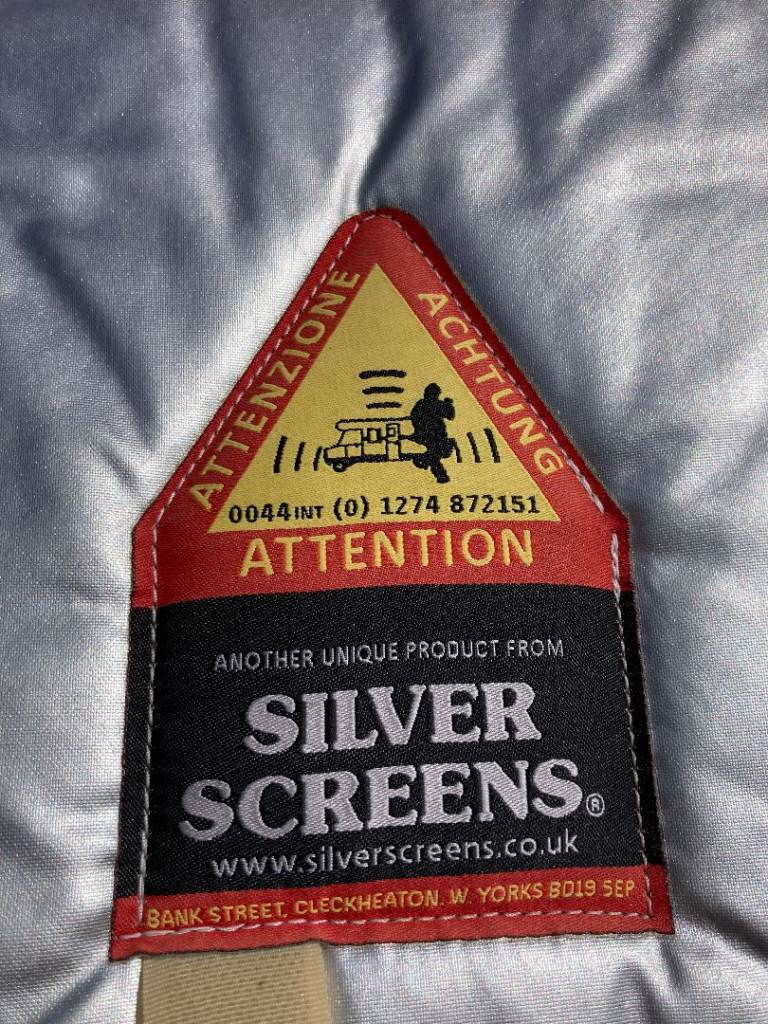 ATTENZIONE
ACHTUNG
0044INT (0) 1274 872151
ATTENTION
ANOTHER UNIQUE PRODUCT FROM
SILVER
SCREENS®
www.silverscreens.co.uk
BANK STREET. CLECKHEATON. W. YORKS BD19 5EP